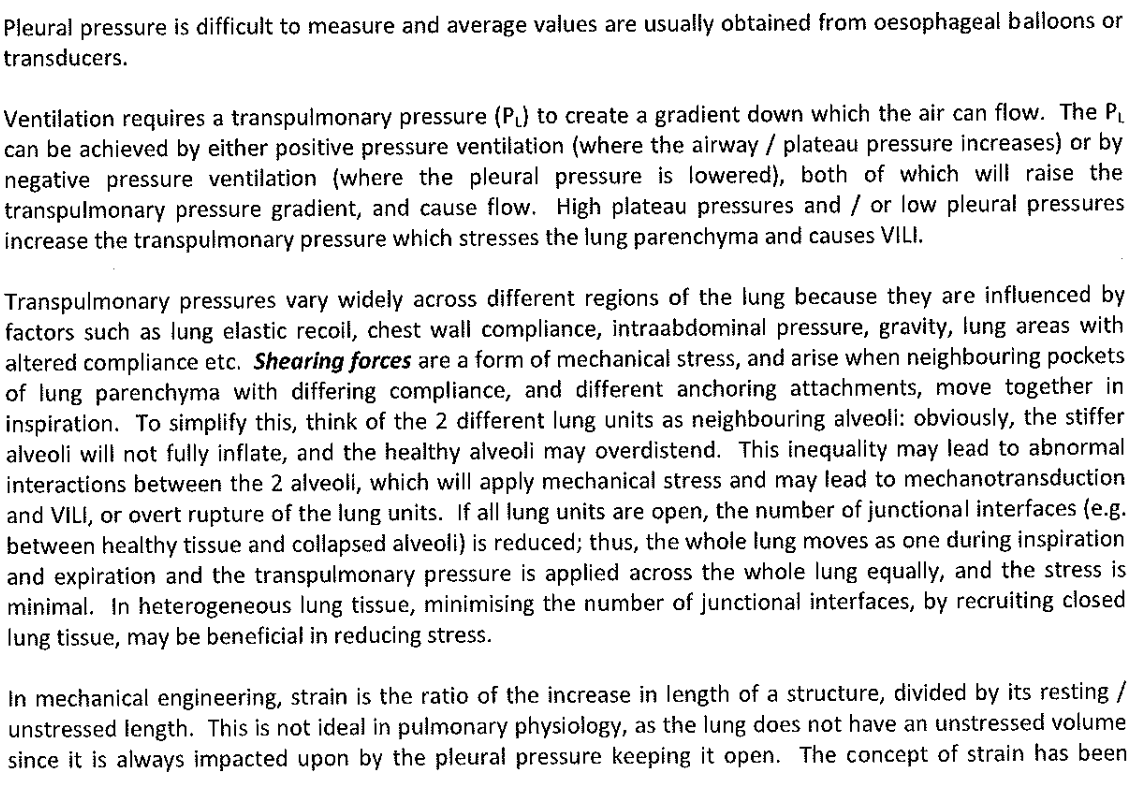 Pleural pressure is difficult to measure and average values are usually obtained from oesophageal balloons or
transducers.
Ventilation requires a transpulmonary pressure (PL) to create a gradient down which the air can flow. The PL
can be achieved by either positive pressure ventilation (where the airway / plateau pressure increases) or by
negative pressure ventilation (where the pleural pressure is lowered), both of which will raise the
transpulmonary pressure gradient, and cause flow. High plateau pressures and / or low pleural pressures
increase the transpulmonary pressure which stresses the lung parenchyma and causes VILI.
Transpulmonary pressures vary widely across different regions of the lung because they are influenced by
factors such as lung elastic recoil, chest wall compliance, intraabdominal pressure, gravity, lung areas with
altered compliance etc. Shearing forces are a form of mechanical stress, and arise when neighbouring pockets
of lung parenchyma with differing compliance, and different anchoring attachments, move together in
inspiration. To simplify this, think of the 2 different lung units as neighbouring alveoli: obviously, the stiffer
alveoli will not fully inflate, and the healthy alveoli may overdistend. This inequality may lead to abnormal
interactions between the 2 alveoli, which will apply mechanical stress and may lead to mechanotransduction
and VILI, or overt rupture of the lung units. If all lung units are open, the number of junctional interfaces (e.g.
between healthy tissue and collapsed alveoli) is reduced; thus, the whole lung moves as one during inspiration
and expiration and the transpulmonary pressure is applied across the whole lung equally, and the stress is
minimal. In heterogeneous lung tissue, minimising the number of junctional interfaces, by recruiting closed
lung tissue, may be beneficial in reducing stress.
In mechanical engineering, strain is the ratio of the increase in length of a structure, divided by its resting /
unstressed length. This is not ideal in pulmonary physiology, as the lung does not have an unstressed volume
since it is always impacted upon by the pleural pressure keeping it open. The concept of strain has been